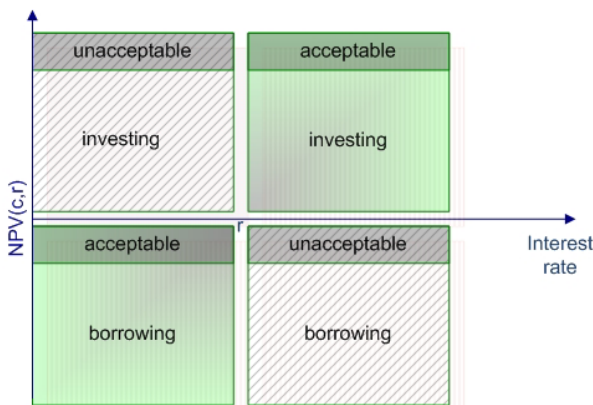 unacceptable
acceptable
investing
investing
NPV(c,r)
r
Interest
rate
acceptable
unacceptable
borrowing
borrowing